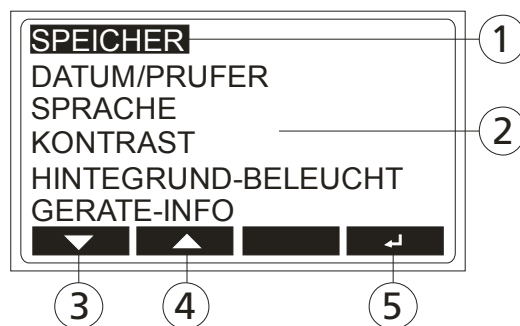 SPEICHER
DATUM/PRUFER
SPRACHE
KONTRAST
HINTEGRUND-BELEUCHT
GERATE-INFO
1
2
3
4
5